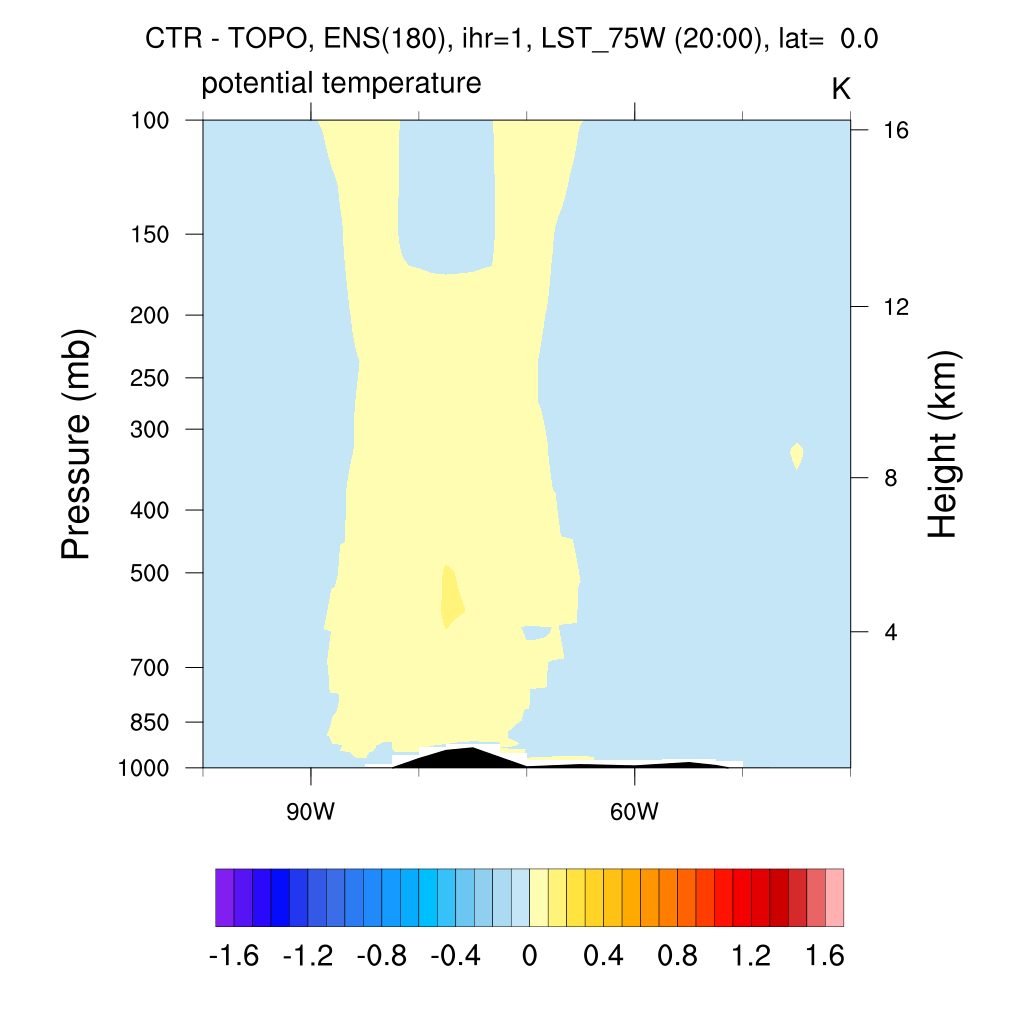 CTR - TOPO, ENS(180), ihr=1, LST_75W (20:00), lat=  0.0
potential temperature K
100
150
200
250
300
400
500
700
850
1000
Pressure (mb)
16
12
8
4
Height (km)
90W 60W
-1.6 -1.2 -0.8 -0.4 0 0.4 0.8 1.2 1.6